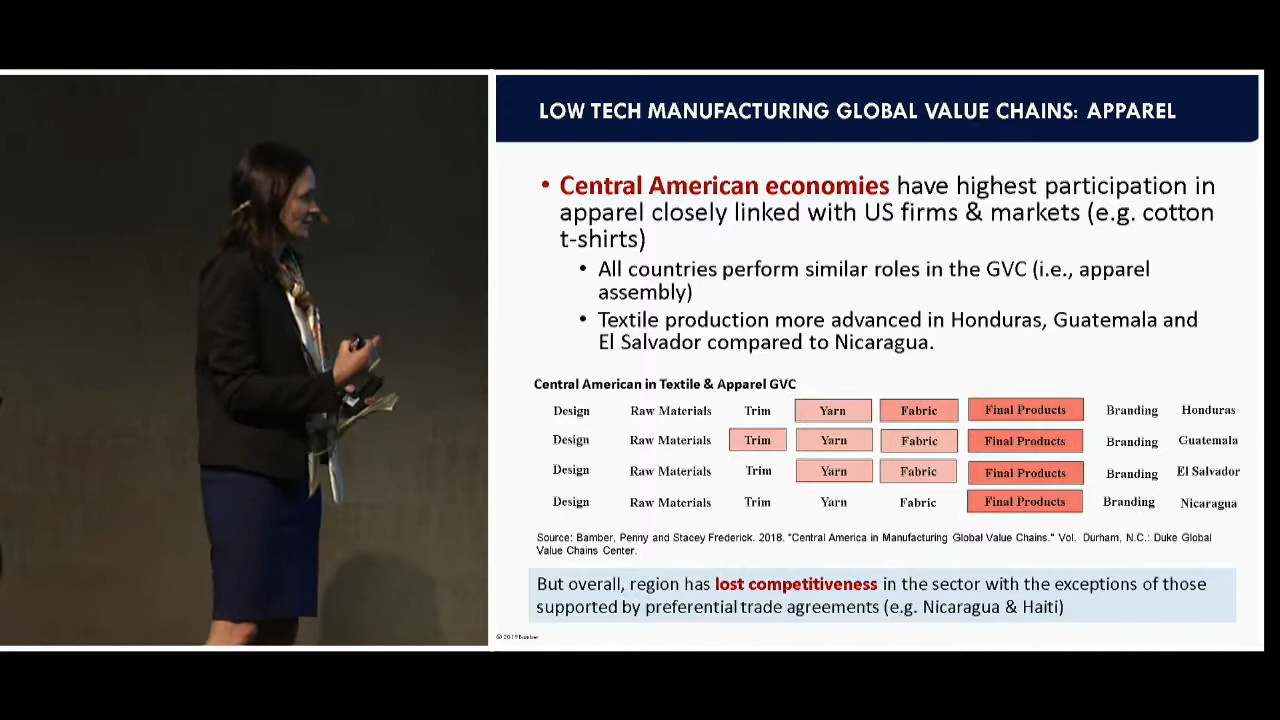 LOW TECH MANUFACTURING GLOBAL VALUE CHAINS: APPAREL
• Central American economies have highest participation in
apparel closely linked with US firms & markets (e.g. cotton
t-shirts)
• All countries perform similar roles in the GVC (i.e., apparel
assembly)
• Textile production more advanced in Honduras, Guatemala and
El Salvador compared to Nicaragua.
Central American in Textile & Apparel GVC
Design Raw Materials Trim Yarn Fabric Final Products Branding Honduras
Design Raw Materials Trim Yarn Fabric Final Products Branding Guatemala
Design Raw Materials Trim Yarn Fabric Final Products Branding El Salvador
Design Raw Materials Trim Yarn Fabric Final Products Branding Nicaragua
Source: Bamber, Penny and Stacey Frederick. 2018. "Central America in Manufacturing Global Value Chains." Vol. Durham, N.C.: Duke Global
Value Chains Center.
But overall, region has lost competitiveness in the sector with the exceptions of those
supported by preferential trade agreements (e.g. Nicaragua & Haiti)
© 2019 Bamber